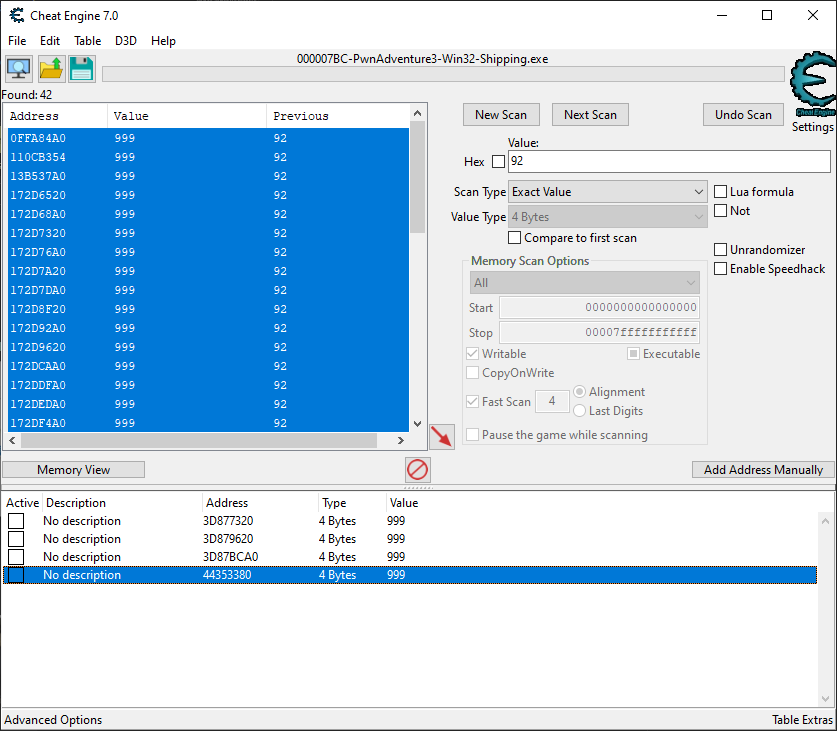 Cheat Engine 7.0
File Edit Table D3D Help
000007BC-PwnAdventure3-Win32-Shipping.exe
Found: 42
Address Value Previous
0FFA84A0 999 92
110CB354 999 92
13B537A0 999 92
172D6520 999 92
172D68A0 999 92
172D7320 999 92
172D76A0 999 92
172D7A20 999 92
172D7DA0 999 92
172D8F20 999 92
172D92A0 999 92
172D9620 999 92
172DCAA0 999 92
172DDFA0 999 92
172DEDA0 999 92
172DF4A0 999 92
New Scan Next Scan Undo Scan
Cheat Engine
Settings
Value:
Hex 92
Scan Type Exact Value
Lua formula
Value Type 4 Bytes
Not
Compare to first scan
Unrandomizer
Enable Speedhack
Memory Scan Options
All
Start 0000000000000000
Stop 00007fffffffffff
Writable Executable
CopyOnWrite
Fast Scan 4 Alignment
Last Digits
Pause the game while scanning
Memory View
Add Address Manually
Active Description Address Type Value
No description 3D877320 4 Bytes 999
No description 3D879620 4 Bytes 999
No description 3D87BCA0 4 Bytes 999
No description 44353380 4 Bytes 999
Advanced Options
Table Extras